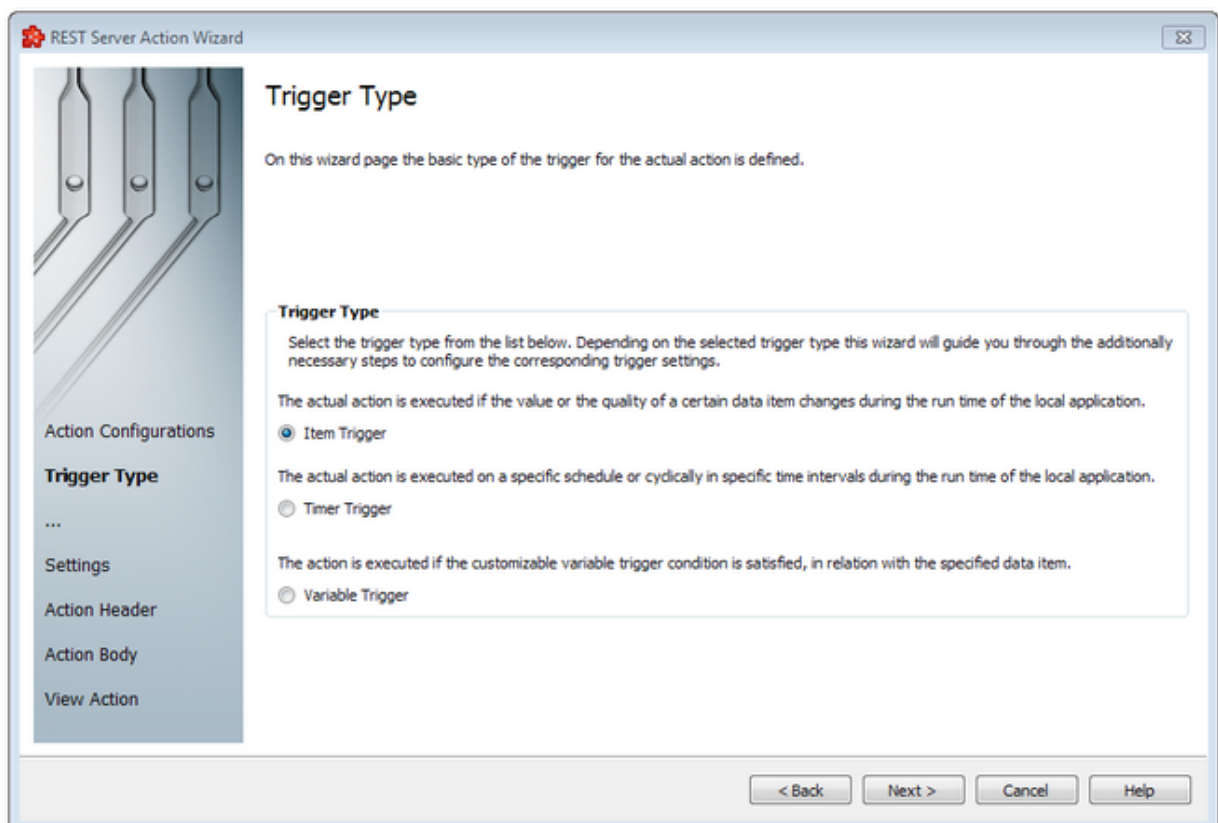 REST Server Action Wizard
Trigger Type
On this wizard page the basic type of the trigger for the actual action is defined.
Trigger Type
Select the trigger type from the list below. Depending on the selected trigger type this wizard will guide you through the additionally
necessary steps to configure the corresponding trigger settings.
The actual action is executed if the value or the quality of a certain data item changes during the run time of the local application.
Item Trigger
The actual action is executed on a specific schedule or cyclically in specific time intervals during the run time of the local application.
Timer Trigger
The action is executed if the customizable variable trigger condition is satisfied, in relation with the specified data item.
Variable Trigger
Action Configurations
Trigger Type
...
Settings
Action Header
Action Body
View Action
< Back
Next >
Cancel
Help